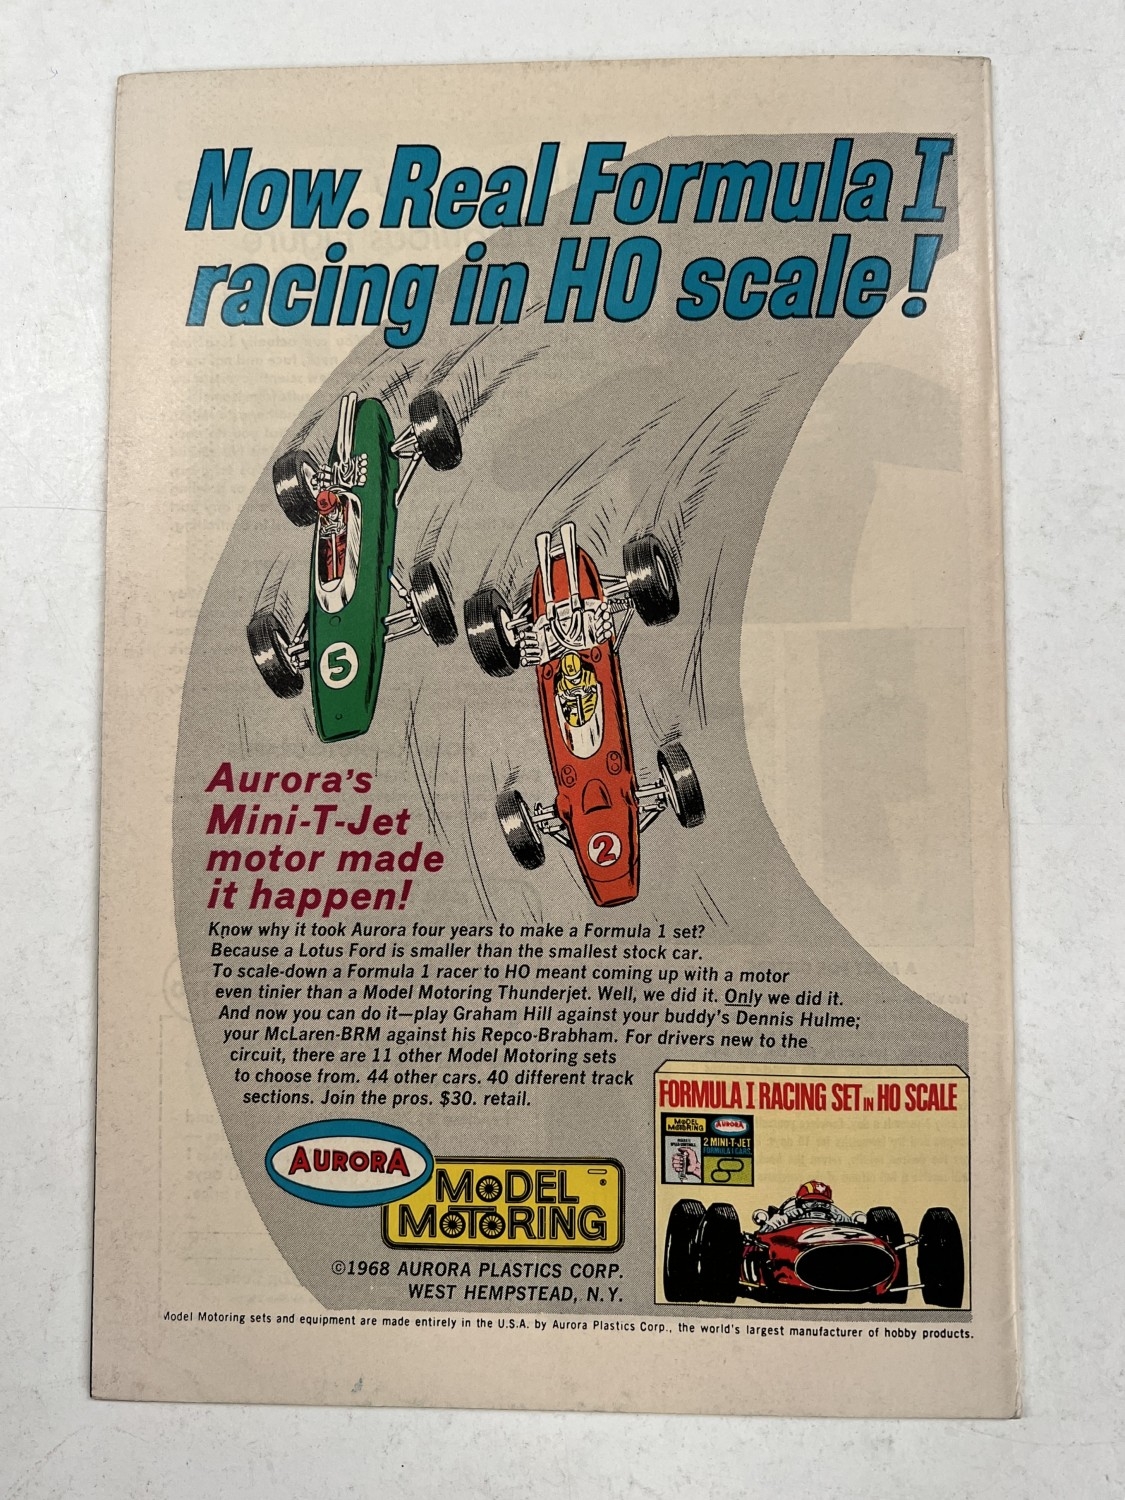 Now. Real Formula I
racing in HO scale!
5
2
Aurora's
Mini-T-Jet
motor made
it happen!
Know why it took Aurora four years to make a Formula 1 set?
Because a Lotus Ford is smaller than the smallest stock car.
To scale-down a Formula 1 racer to HO meant coming up with a motor
even tinier than a Model Motoring Thunderjet. Well, we did it. Only we did it.
And now you can do it—play Graham Hill against your buddy's Dennis Hulme;
your McLaren-BRM against his Repco-Brabham. For drivers new to the
circuit, there are 11 other Model Motoring sets
to choose from. 44 other cars. 40 different track
sections. Join the pros. $30. retail.
FORMULA I RACING SET IN HO SCALE
MODEL
MOTORING
AURORA
2 MINI-T-JET
FORMULA I CARS
AURORA
MODEL
MOTORING
®
©1968 AURORA PLASTICS CORP.
WEST HEMPSTEAD, N.Y.
Model Motoring sets and equipment are made entirely in the U.S.A. by Aurora Plastics Corp., the world's largest manufacturer of hobby products.